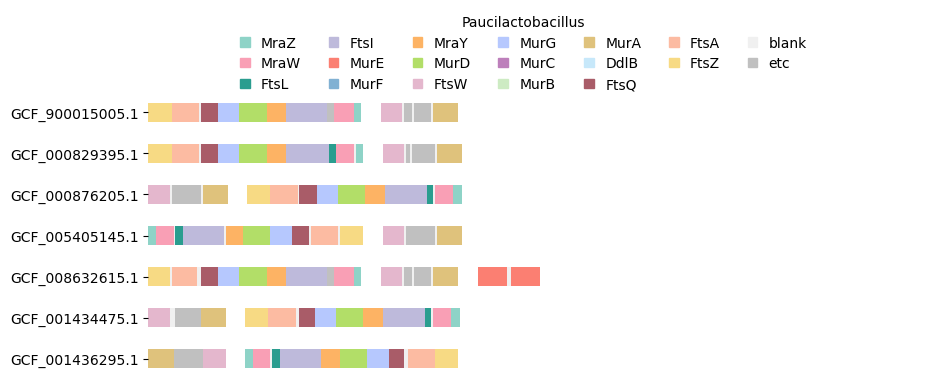 Paucilactobacillus
MraZ FtsI MraY MurG MurA FtsA blank
MraW MurE MurD MurC DdlB FtsZ etc
FtsL MurF FtsW MurB FtsQ
GCF_900015005.1
GCF_000829395.1
GCF_000876205.1
GCF_005405145.1
GCF_008632615.1
GCF_001434475.1
GCF_001436295.1